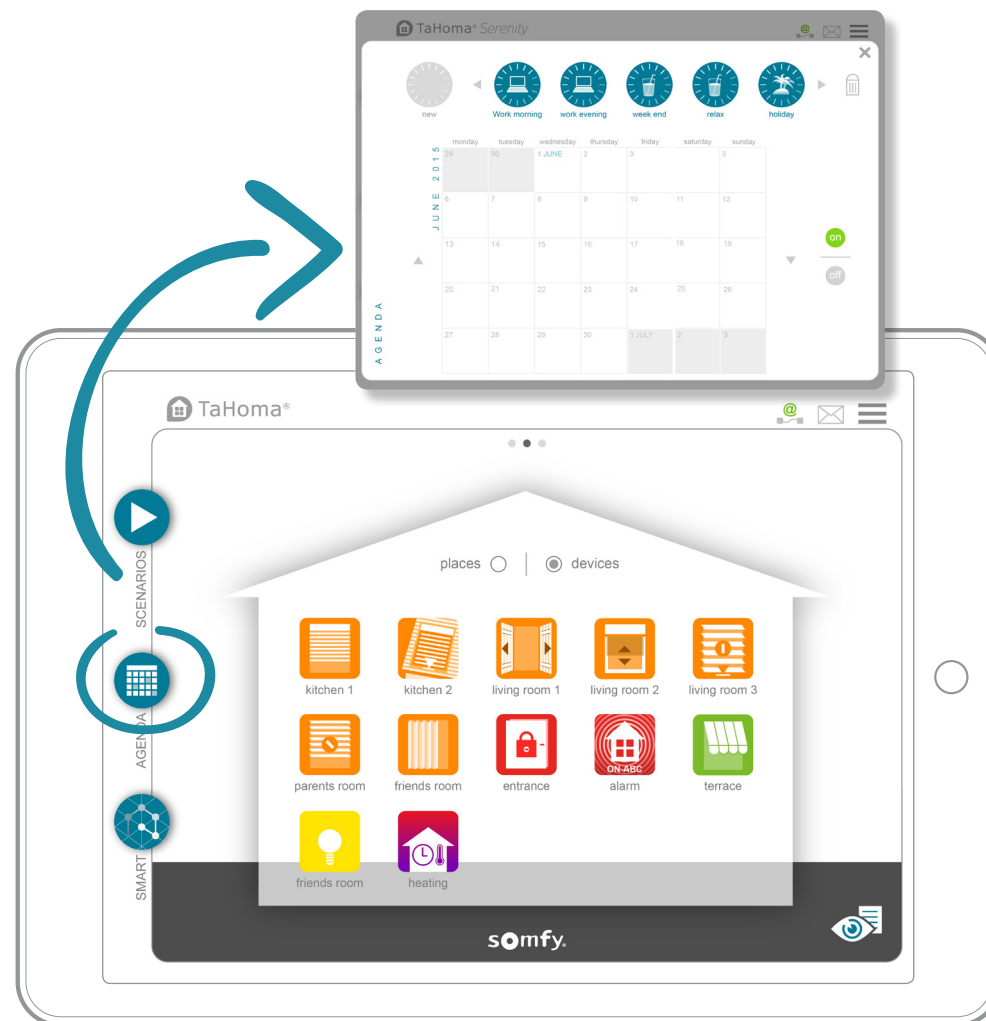 TaHoma® Serenity
@
new
Work morning
work evening
week end
relax
holiday
monday tuesday wednesday thursday friday saturday sunday
JUNE 2015
29 30 1 JUNE 2 3 5
6 7 8 9 10 11 12
13 14 15 16 17 18 19
20 21 22 23 24 25 26
27 28 29 30 1 JULY 2 3
AGENDA
on
off
TaHoma®
@
SCENARIOS
AGENDA
SMART
places devices
kitchen 1 kitchen 2 living room 1 living room 2 living room 3
ON-ABC
parents room friends room entrance alarm terrace
friends room heating
somfy.